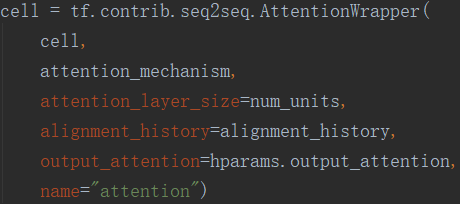 cell = tf.contrib.seq2seq.AttentionWrapper(
    cell,
    attention_mechanism,
    attention_layer_size=num_units,
    alignment_history=alignment_history,
    output_attention=hparams.output_attention,
    name="attention")